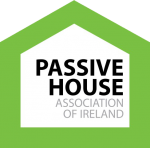 PASSIVE
HOUSE
ASSOCIATION
OF IRELAND